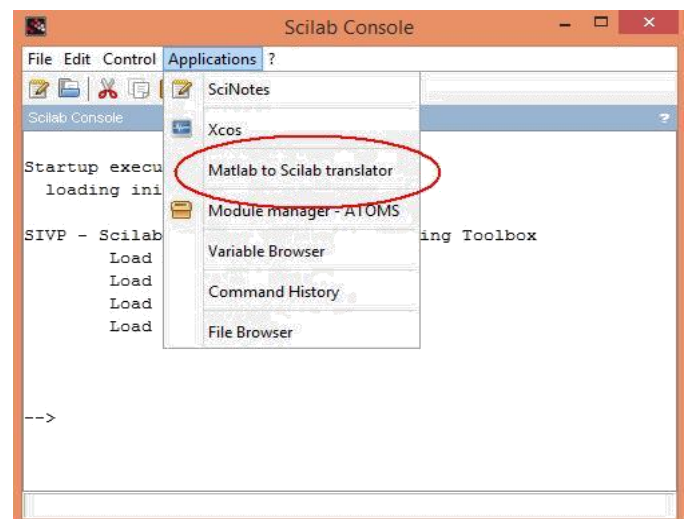 Scilab Console
File Edit Control Applications ?
Scilab Console ?
SciNotes
Xcos
Matlab to Scilab translator
Module manager - ATOMS
Variable Browser
Command History
File Browser
Startup execu
loading ini
SIVP - Scilab ing Toolbox
Load
Load
Load
Load
-->